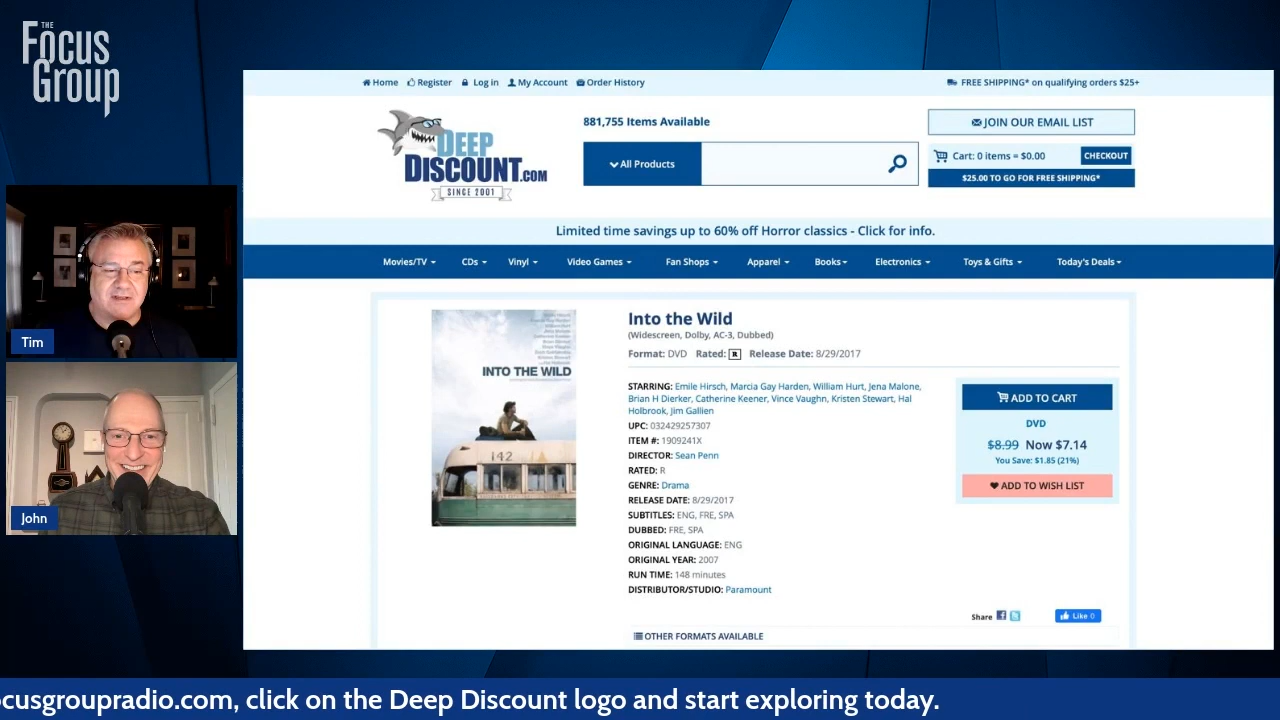 THE
Focus
Group
Home Register Log in My Account Order History
FREE SHIPPING* on qualifying orders $25+
DEEP
DISCOUNT.COM
SINCE 2001
881,755 Items Available
All Products
JOIN OUR EMAIL LIST
Cart: 0 items = $0.00 CHECKOUT
$25.00 TO GO FOR FREE SHIPPING*
Limited time savings up to 60% off Horror classics - Click for info.
Movies/TV CDs Vinyl Video Games Fan Shops Apparel Books Electronics Toys & Gifts Today's Deals
INTO THE WILD
142
Into the Wild
(Widescreen, Dolby, AC-3, Dubbed)
Format: DVD Rated: R Release Date: 8/29/2017
STARRING: Emile Hirsch, Marcia Gay Harden, William Hurt, Jena Malone,
Brian H Dierker, Catherine Keener, Vince Vaughn, Kristen Stewart, Hal
Holbrook, Jim Gallien
UPC: 032429257307
ITEM #: 1909241X
DIRECTOR: Sean Penn
RATED: R
GENRE: Drama
RELEASE DATE: 8/29/2017
SUBTITLES: ENG, FRE, SPA
DUBBED: FRE, SPA
ORIGINAL LANGUAGE: ENG
ORIGINAL YEAR: 2007
RUN TIME: 148 minutes
DISTRIBUTOR/STUDIO: Paramount
ADD TO CART
DVD
$8.99 Now $7.14
You Save: $1.85 (21%)
ADD TO WISH LIST
Share
Like 0
OTHER FORMATS AVAILABLE
Tim
John
ocusgroupradio.com, click on the Deep Discount logo and start exploring today.